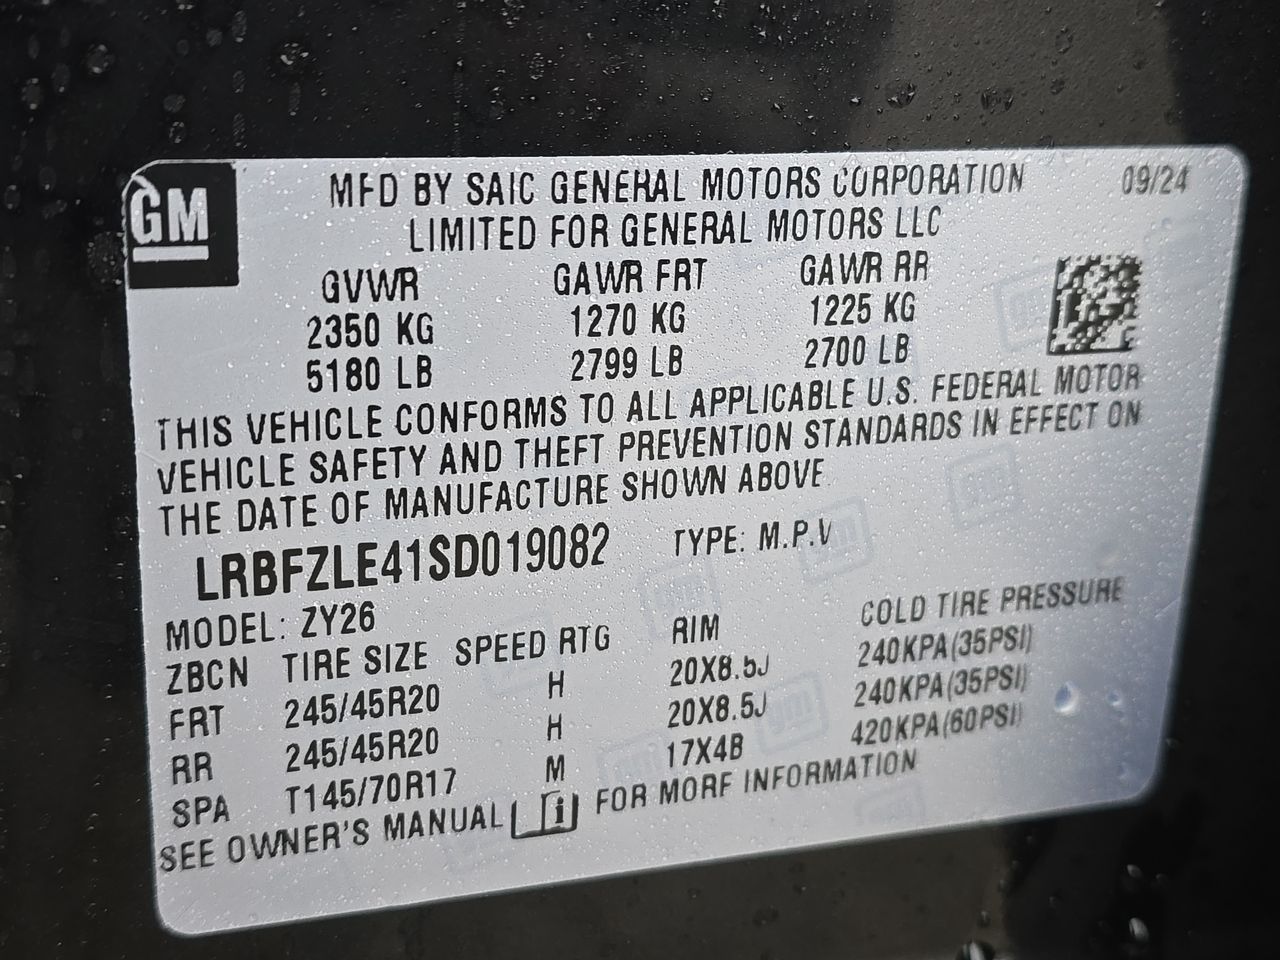 GM
MFD BY SAIC GENERAL MOTORS CORPORATION 09/24
LIMITED FOR GENERAL MOTORS LLC
GVWR GAWR FRT GAWR RR
2350 KG 1270 KG 1225 KG
5180 LB 2799 LB 2700 LB
THIS VEHICLE CONFORMS TO ALL APPLICABLE U.S. FEDERAL MOTOR
VEHICLE SAFETY AND THEFT PREVENTION STANDARDS IN EFFECT ON
THE DATE OF MANUFACTURE SHOWN ABOVE.
LRBFZLE41SD019082 TYPE: M.P.V
MODEL: ZY26
ZBCN TIRE SIZE SPEED RTG RIM COLD TIRE PRESSURE
FRT 245/45R20 H 20X8.5J 240KPA(35PSI)
RR 245/45R20 H 20X8.5J 240KPA(35PSI)
SPA T145/70R17 M 17X4B 420KPA(60PSI)
SEE OWNER'S MANUAL i FOR MORE INFORMATION